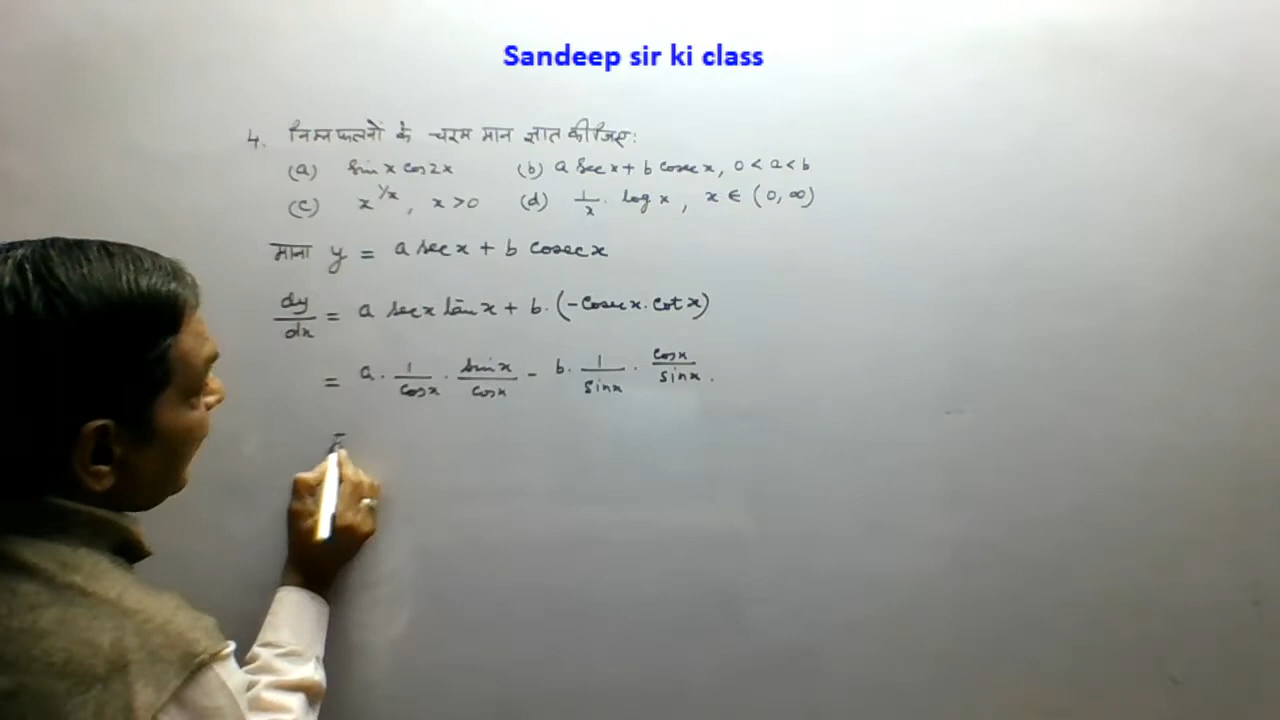 Sandeep sir ki class
4. निम्न फलनों के चरम मान ज्ञात कीजिए:
(a) sin x cos 2x (b) a sec x + b cosec x, 0 < a < b
(c) x^{1/x}, x > 0 (d) 1/x · log x, x ∈ (0, ∞)
माना y = a sec x + b cosec x
dy/dx = a sec x tan x + b · (-cosec x · cot x)
= a · 1/cos x · sin x/cos x - b · 1/sin x · cos x/sin x.
=